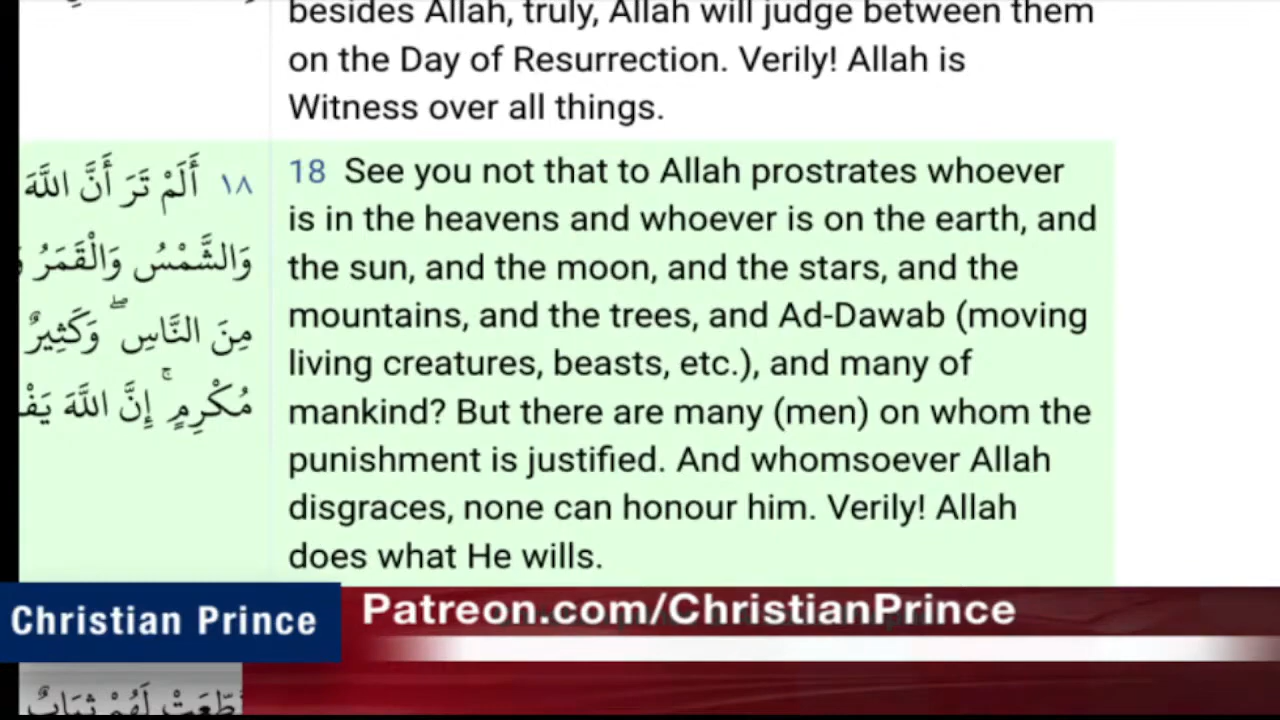 besides Allah, truly, Allah will judge between them
on the Day of Resurrection. Verily! Allah is
Witness over all things.
١٨ أَلَمْ تَرَ أَنَّ اللَّهَ
وَالشَّمْسُ وَالْقَمَرُ
مِنَ النَّاسِ ۖ وَكَثِيرٌ
مُكْرِمٍ ۚ إِنَّ اللَّهَ
18 See you not that to Allah prostrates whoever
is in the heavens and whoever is on the earth, and
the sun, and the moon, and the stars, and the
mountains, and the trees, and Ad-Dawab (moving
living creatures, beasts, etc.), and many of
mankind? But there are many (men) on whom the
punishment is justified. And whomsoever Allah
disgraces, none can honour him. Verily! Allah
does what He wills.
Christian Prince
Patreon.com/ChristianPrince
لَهُمْ ثِيَابٌ